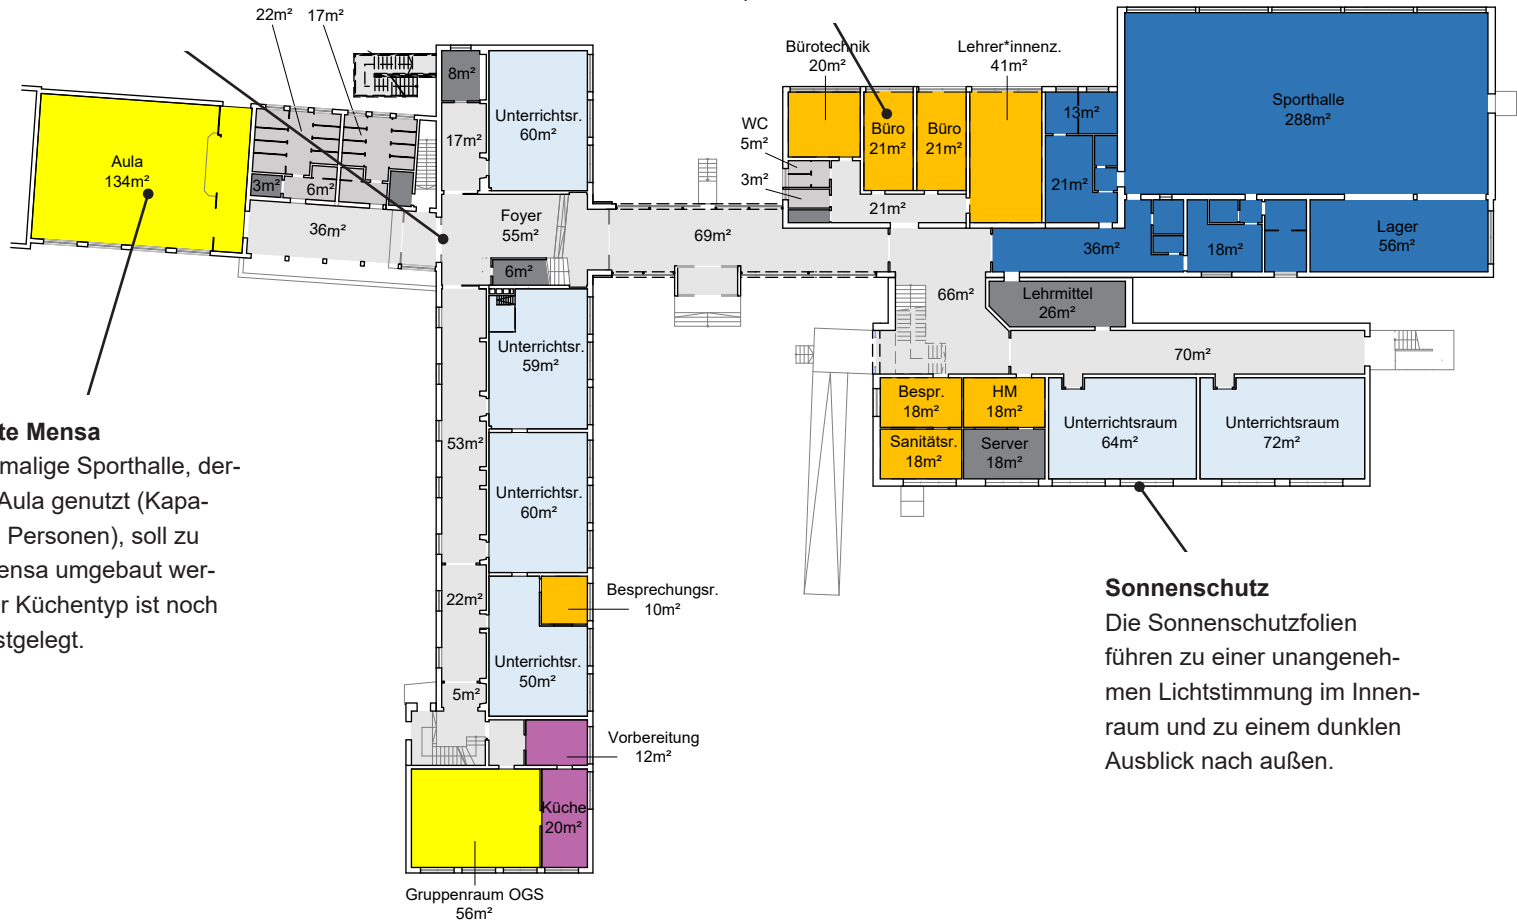 22m² 17m²
Bürotechnik
20m²
Lehrer*innenz.
41m²
8m²
Unterrichtsr.
60m²
17m²
Aula
134m²
3m²
6m²
36m²
Foyer
55m²
6m²
69m²
WC
5m²
3m²
Büro
21m²
Büro
21m²
21m²
13m²
21m²
Sporthalle
288m²
36m²
18m²
Lager
56m²
66m²
Lehrmittel
26m²
70m²
Unterrichtsr.
59m²
53m²
Unterrichtsr.
60m²
Bespr.
18m²
HM
18m²
Sanitätsr.
18m²
Server
18m²
Unterrichtsraum
64m²
Unterrichtsraum
72m²
te Mensa
malige Sporthalle, der-
Aula genutzt (Kapa-
Personen), soll zu
ensa umgebaut wer-
r Küchentyp ist noch
stgelegt.
22m²
Besprechungsr.
10m²
Unterrichtsr.
50m²
5m²
Vorbereitung
12m²
Küche
20m²
Gruppenraum OGS
56m²
Sonnenschutz
Die Sonnenschutzfolien
führen zu einer unangeneh-
men Lichtstimmung im Innen-
raum und zu einem dunklen
Ausblick nach außen.